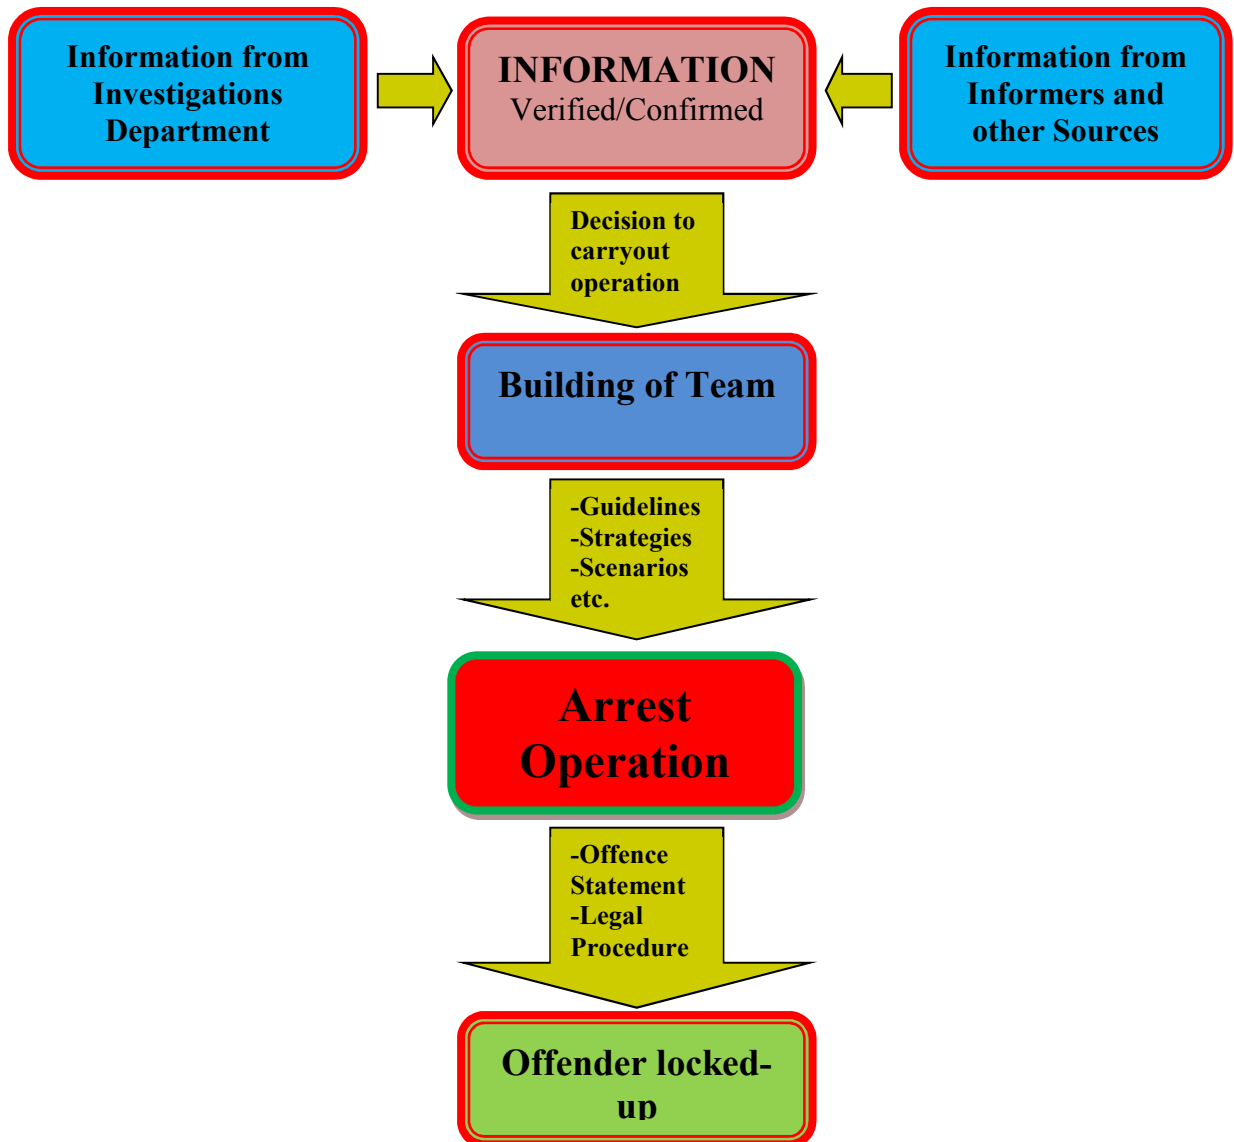 Information from
Investigations
Department
INFORMATION
Verified/Confirmed
Information from
Informers and
other Sources
Decision to
carryout
operation
Building of Team
-Guidelines
-Strategies
-Scenarios
etc.
Arrest
Operation
-Offence
Statement
-Legal
Procedure
Offender locked-
up